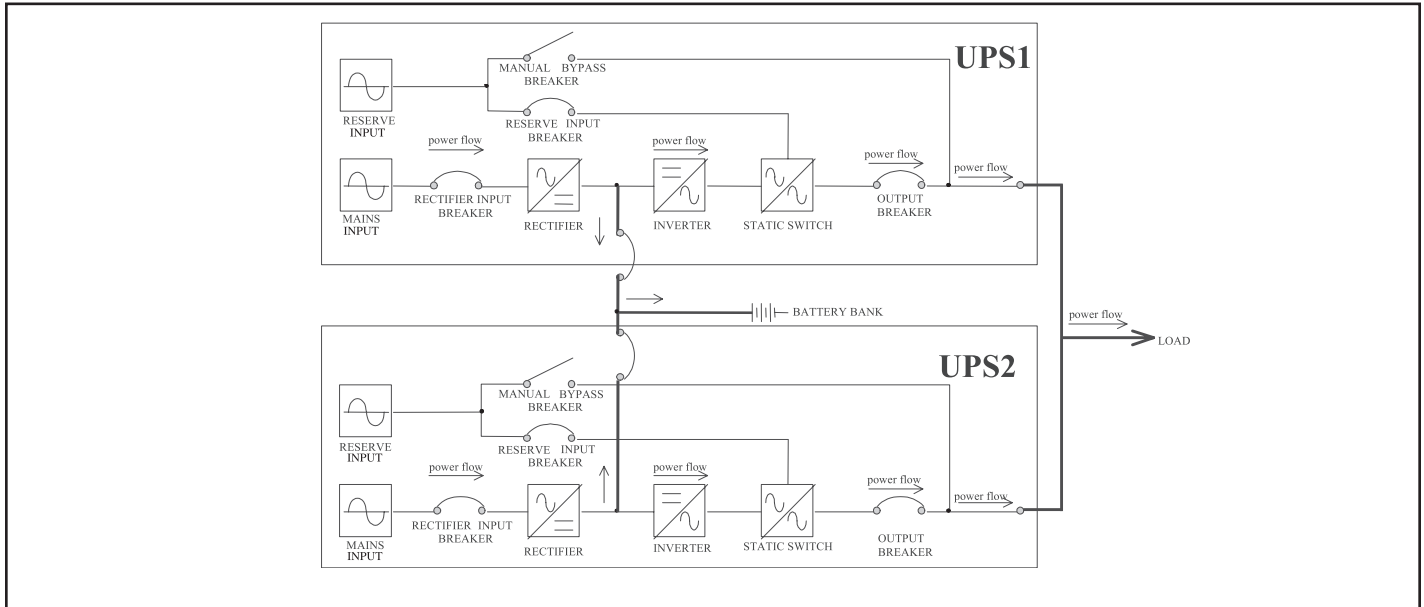 UPS1
MANUAL BYPASS
BREAKER
RESERVE
INPUT
RESERVE INPUT
BREAKER
power flow
power flow
power flow
power flow
MAINS
INPUT
RECTIFIER INPUT
BREAKER
RECTIFIER
INVERTER
STATIC SWITCH
OUTPUT
BREAKER
BATTERY BANK
power flow
LOAD
UPS2
MANUAL BYPASS
BREAKER
RESERVE
INPUT
RESERVE INPUT
BREAKER
power flow
power flow
power flow
power flow
MAINS
INPUT
RECTIFIER INPUT
BREAKER
RECTIFIER
INVERTER
STATIC SWITCH
OUTPUT
BREAKER